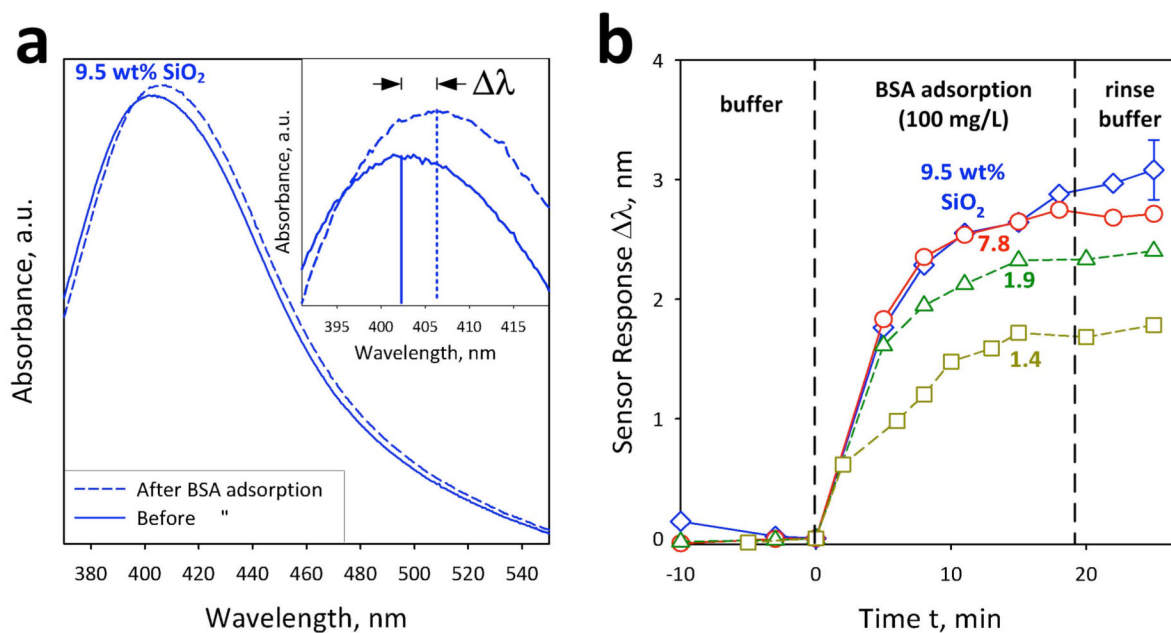 a
9.5 wt% SiO₂
Δλ
Absorbance, a.u.
395 400 405 410 415
Wavelength, nm
Absorbance, a.u.
After BSA adsorption
Before "
380 400 420 440 460 480 500 520 540
Wavelength, nm
b
4
3
2
1
0
Sensor Response Δλ, nm
buffer
BSA adsorption
(100 mg/L)
rinse
buffer
9.5 wt%
SiO₂
7.8
1.9
1.4
-10 0 10 20
Time t, min